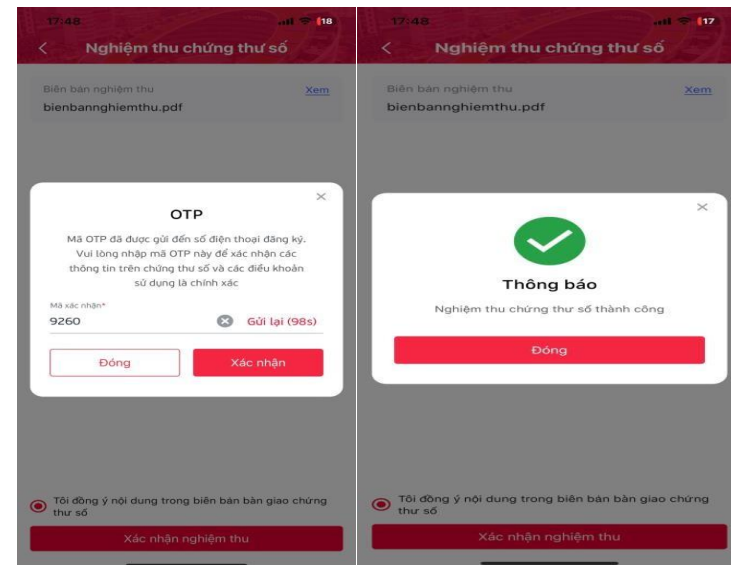 17:48
18
Nghiệm thu chứng thư số
Biên bản nghiệm thu
Xem
bienbannghiemthu.pdf
OTP
Mã OTP đã được gửi đến số điện thoại đăng ký.
Vui lòng nhập mã OTP này để xác nhận các
thông tin trên chứng thư số và các điều khoản
sử dụng là chính xác
Mã xác nhận*
9260
Gửi lại (98s)
Đóng
Xác nhận
Tôi đồng ý nội dung trong biên bản bàn giao chứng
thư số
Xác nhận nghiệm thu
17:48
17
Nghiệm thu chứng thư số
Biên bản nghiệm thu
Xem
bienbannghiemthu.pdf
Thông báo
Nghiệm thu chứng thư số thành công
Đóng
Tôi đồng ý nội dung trong biên bản bàn giao chứng
thư số
Xác nhận nghiệm thu